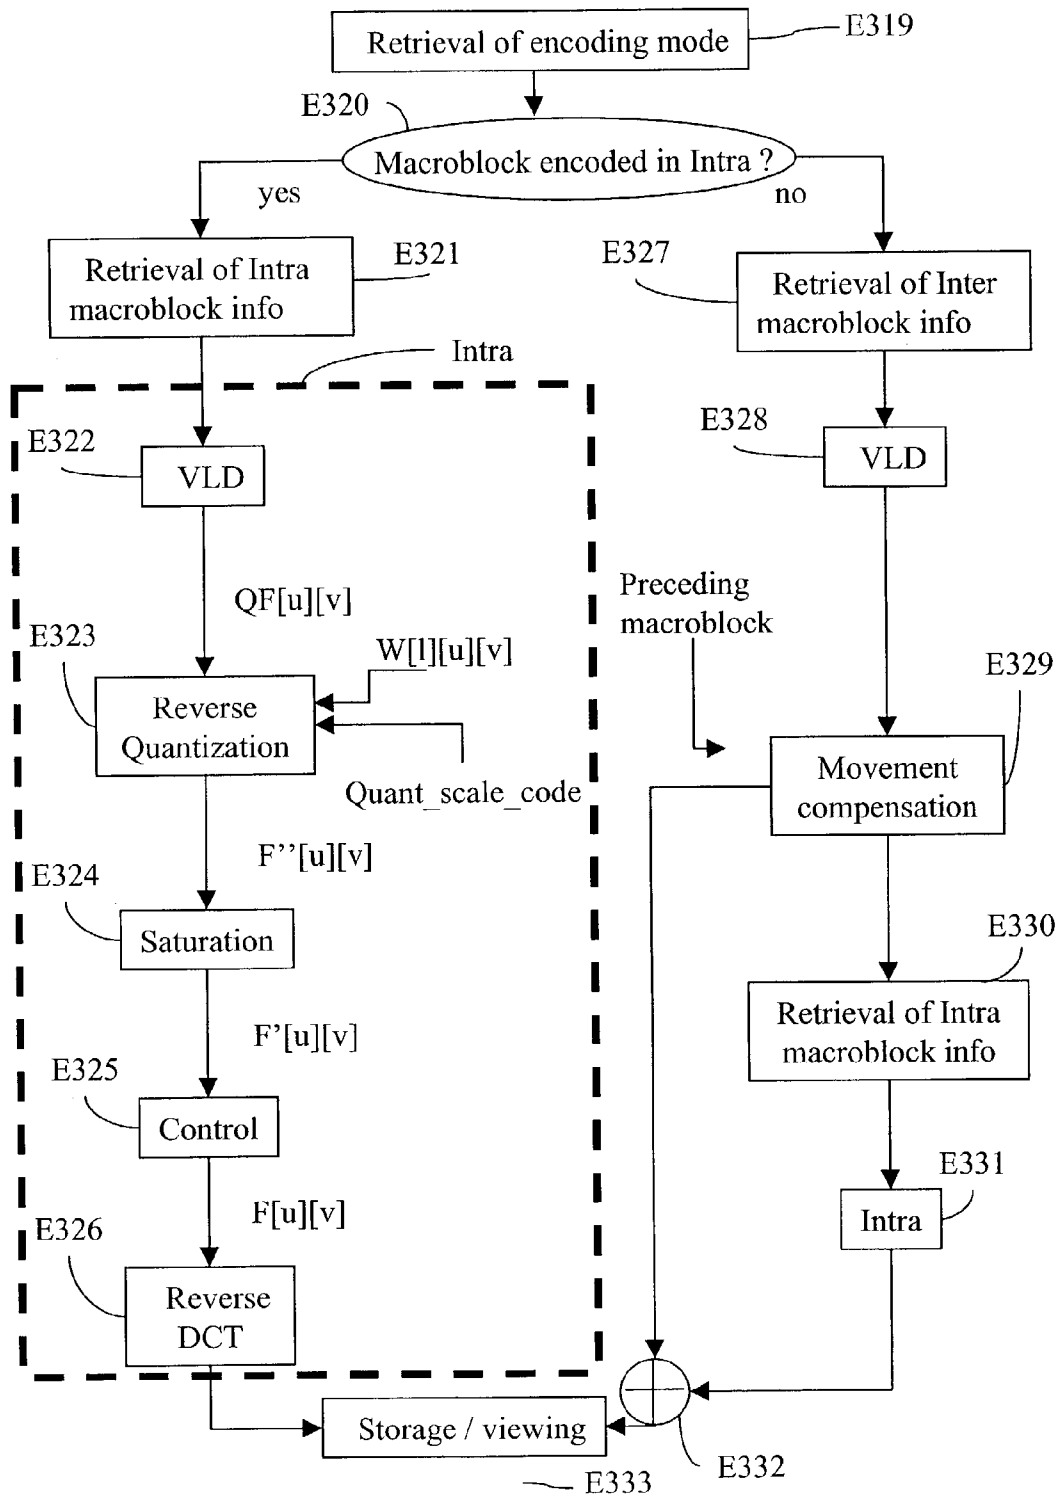 Retrieval of encoding mode
E319
E320
Macroblock encoded in Intra ?
yes
no
Retrieval of Intra
macroblock info
E321
E327
Retrieval of Inter
macroblock info
Intra
E322
VLD
E328
VLD
QF[u][v]
E323
W[l][u][v]
Reverse
Quantization
Quant_scale_code
Preceding
macroblock
E329
Movement
compensation
F’’[u][v]
E324
Saturation
E330
Retrieval of Intra
macroblock info
F'[u][v]
E325
Control
E331
Intra
F[u][v]
E326
Reverse
DCT
Storage / viewing
E332
E333